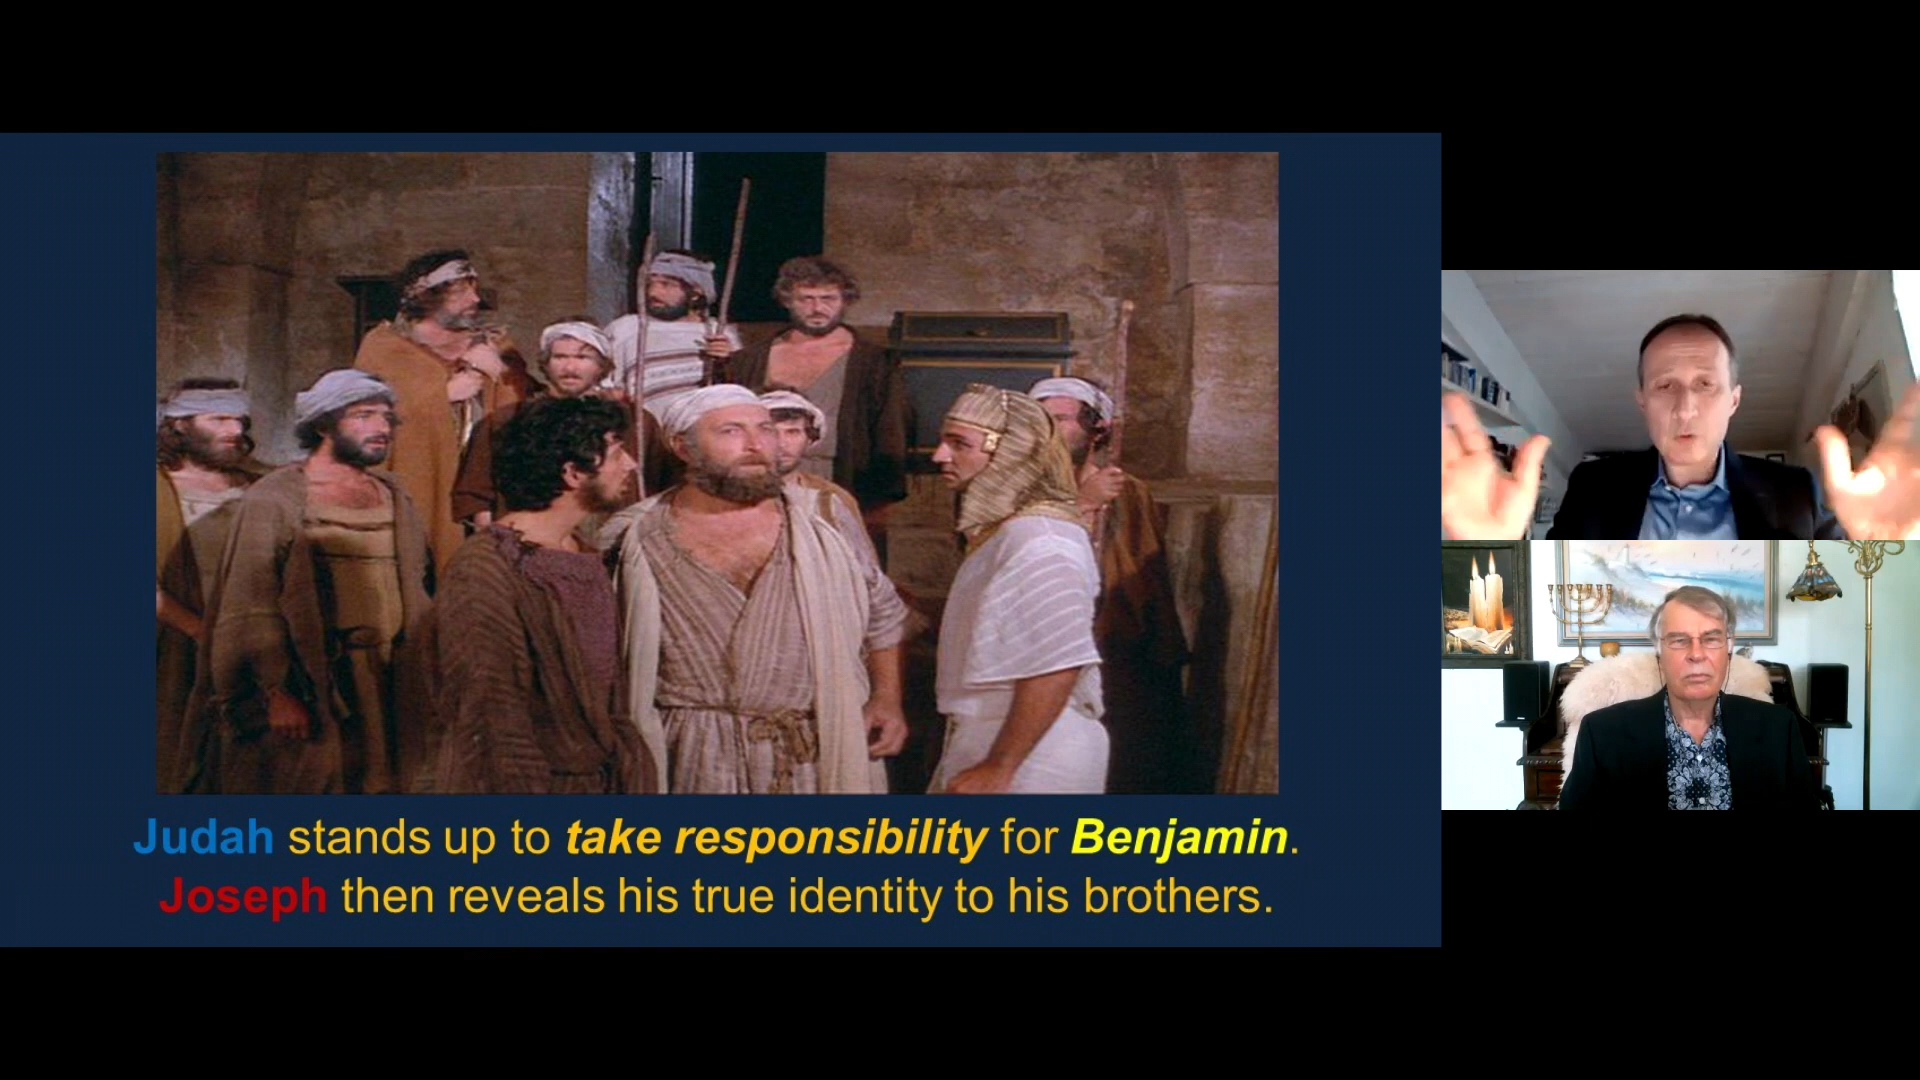 Judah stands up to take responsibility for Benjamin.
Joseph then reveals his true identity to his brothers.